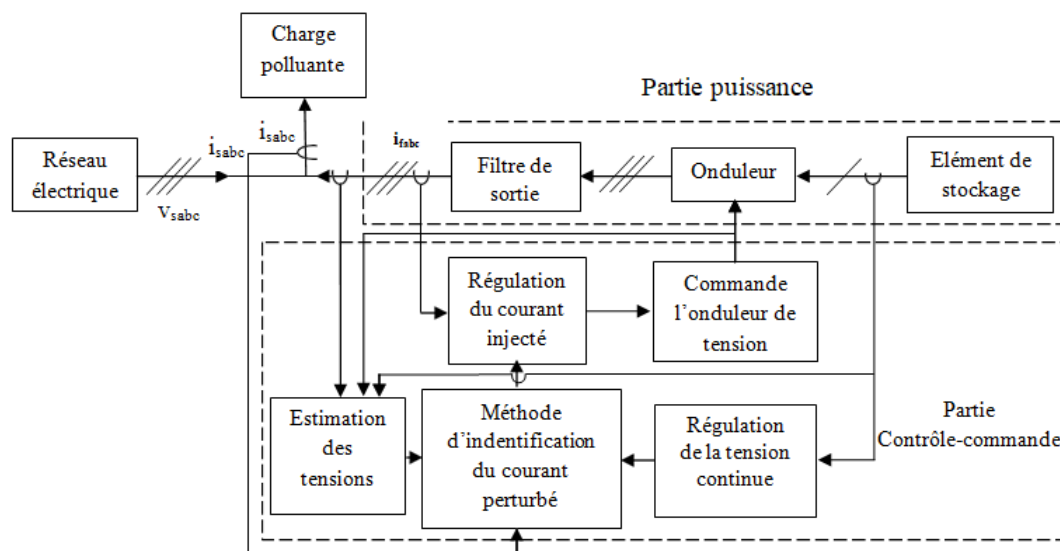 Charge
polluante
Partie puissance
Réseau
électrique
isabc
vsabc
isabc
ifabc
Filtre de
sortie
Onduleur
Elément de
stockage
Régulation
du courant
injecté
Commande
l'onduleur de
tension
Estimation
des
tensions
Méthode
d'indentification
du courant
perturbé
Régulation
de la tension
continue
Partie
Contrôle-commande